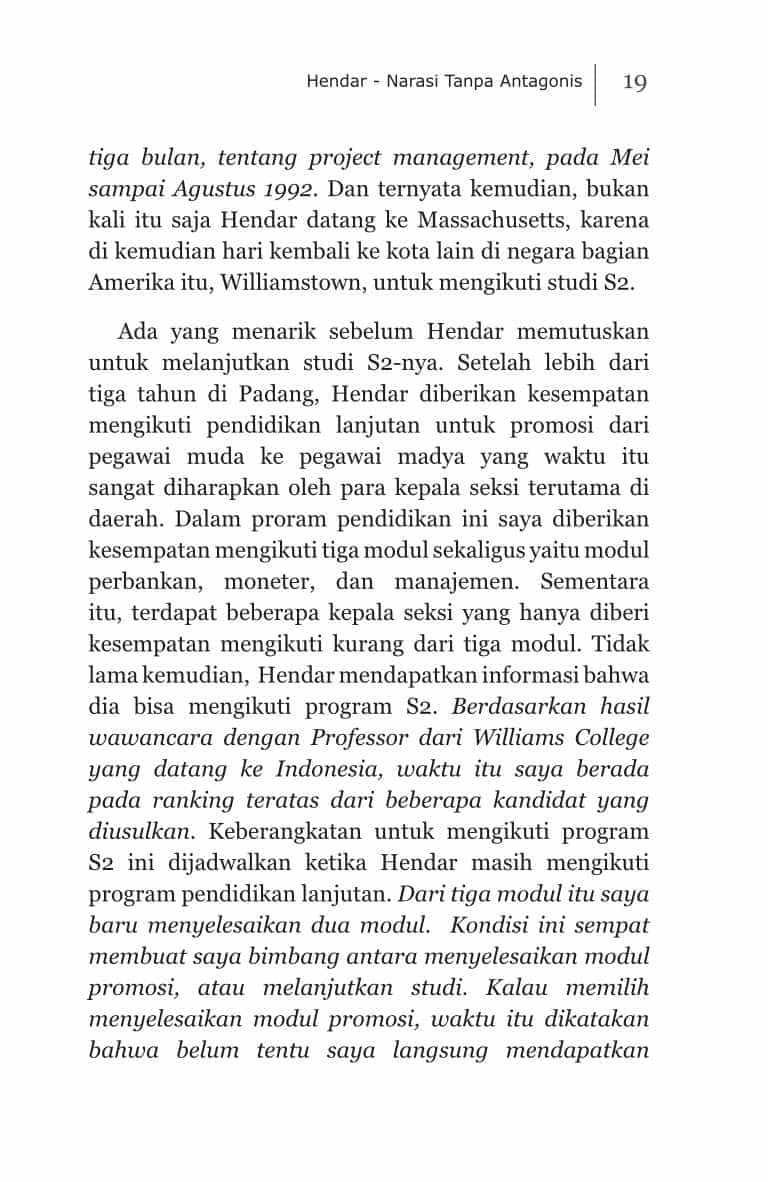 Hendar - Narasi Tanpa Antagonis 19
tiga bulan, tentang project management, pada Mei
sampai Agustus 1992. Dan ternyata kemudian, bukan
kali itu saja Hendar datang ke Massachusetts, karena
di kemudian hari kembali ke kota lain di negara bagian
Amerika itu, Williamstown, untuk mengikuti studi S2.
Ada yang menarik sebelum Hendar memutuskan
untuk melanjutkan studi S2-nya. Setelah lebih dari
tiga tahun di Padang, Hendar diberikan kesempatan
mengikuti pendidikan lanjutan untuk promosi dari
pegawai muda ke pegawai madya yang waktu itu
sangat diharapkan oleh para kepala seksi terutama di
daerah. Dalam proram pendidikan ini saya diberikan
kesempatan mengikuti tiga modul sekaligus yaitu modul
perbankan, moneter, dan manajemen. Sementara
itu, terdapat beberapa kepala seksi yang hanya diberi
kesempatan mengikuti kurang dari tiga modul. Tidak
lama kemudian, Hendar mendapatkan informasi bahwa
dia bisa mengikuti program S2. Berdasarkan hasil
wawancara dengan Professor dari Williams College
yang datang ke Indonesia, waktu itu saya berada
pada ranking teratas dari beberapa kandidat yang
diusulkan. Keberangkatan untuk mengikuti program
S2 ini dijadwalkan ketika Hendar masih mengikuti
program pendidikan lanjutan. Dari tiga modul itu saya
baru menyelesaikan dua modul. Kondisi ini sempat
membuat saya bimbang antara menyelesaikan modul
promosi, atau melanjutkan studi. Kalau memilih
menyelesaikan modul promosi, waktu itu dikatakan
bahwa belum tentu saya langsung mendapatkan